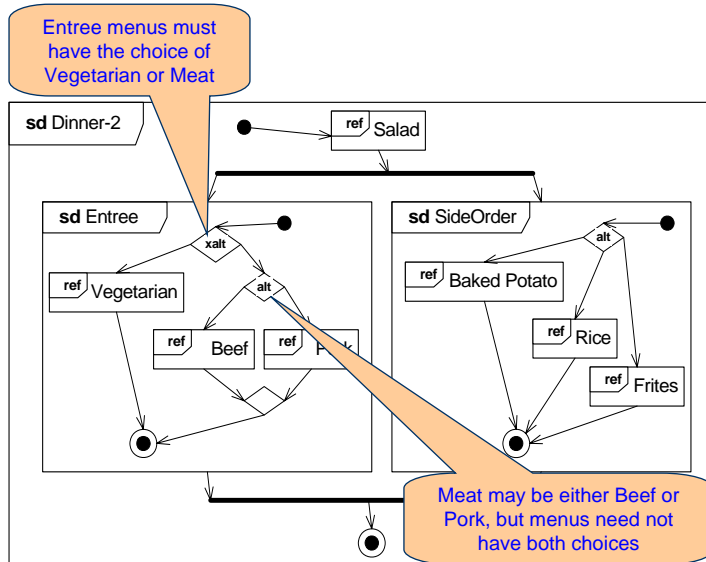 Entree menus must
have the choice of
Vegetarian or Meat
sd Dinner-2
ref Salad
sd Entree
xalt
ref Vegetarian
alt
ref Beef
ref
sd SideOrder
alt
ref Baked Potato
ref Rice
ref Frites
Meat may be either Beef or
Pork, but menus need not
have both choices